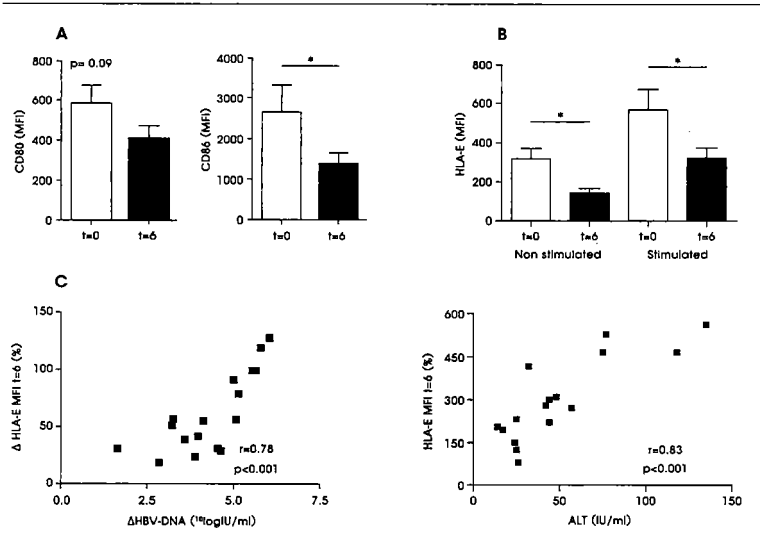 A
p= 0.09
CD80 (MFI)
800
600
400
200
0
t=0 t=6
*
CD86 (MFI)
4000
3000
2000
1000
0
t=0 t=6
B
* *
HLA-E (MFI)
800
600
400
200
0
t=0 t=6 t=0 t=6
Non stimulated Stimulated
C
Δ HLA-E MFI t=6 (%)
150
100
50
0
r=0.78
p<0.001
0.0 2.5 5.0 7.5
ΔHBV-DNA (¹⁰logIU/ml)
HLA-E MFI t=6 (%)
600
450
300
150
0
r=0.83
p<0.001
0 50 100 150
ALT (IU/ml)